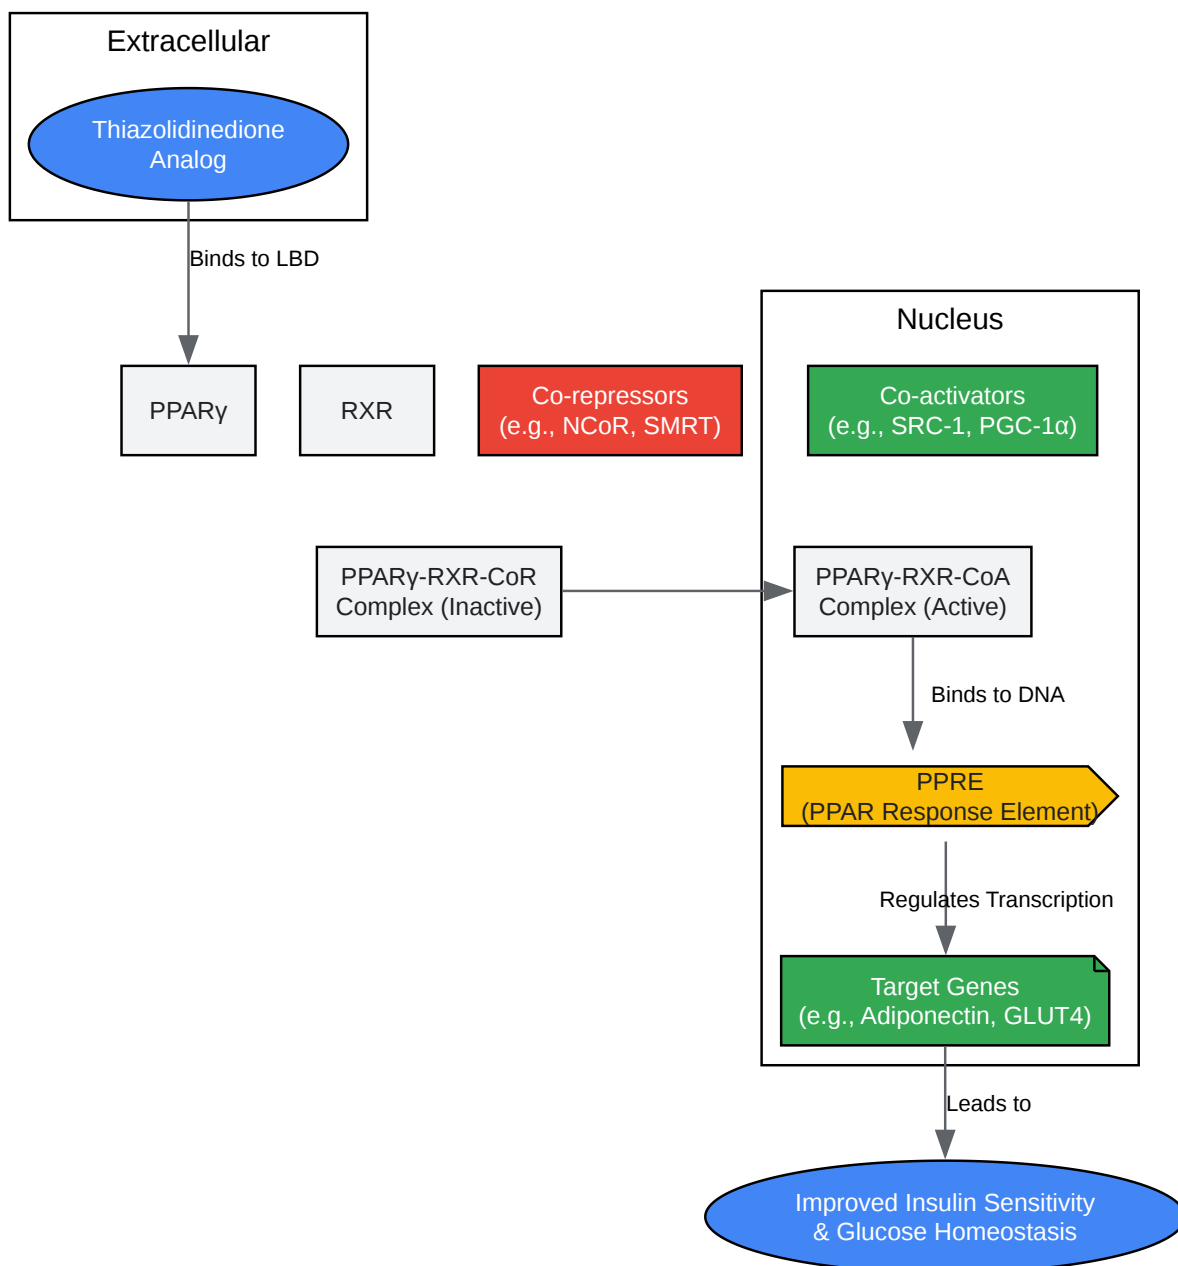 Extracellular
Thiazolidinedione
Analog
Binds to LBD
Nucleus
PPARγ
RXR
Co-repressors
(e.g., NCoR, SMRT)
Co-activators
(e.g., SRC-1, PGC-1α)
PPARγ-RXR-CoR
Complex (Inactive)
PPARγ-RXR-CoA
Complex (Active)
Binds to DNA
PPRE
(PPAR Response Element)
Regulates Transcription
Target Genes
(e.g., Adiponectin, GLUT4)
Leads to
Improved Insulin Sensitivity
& Glucose Homeostasis